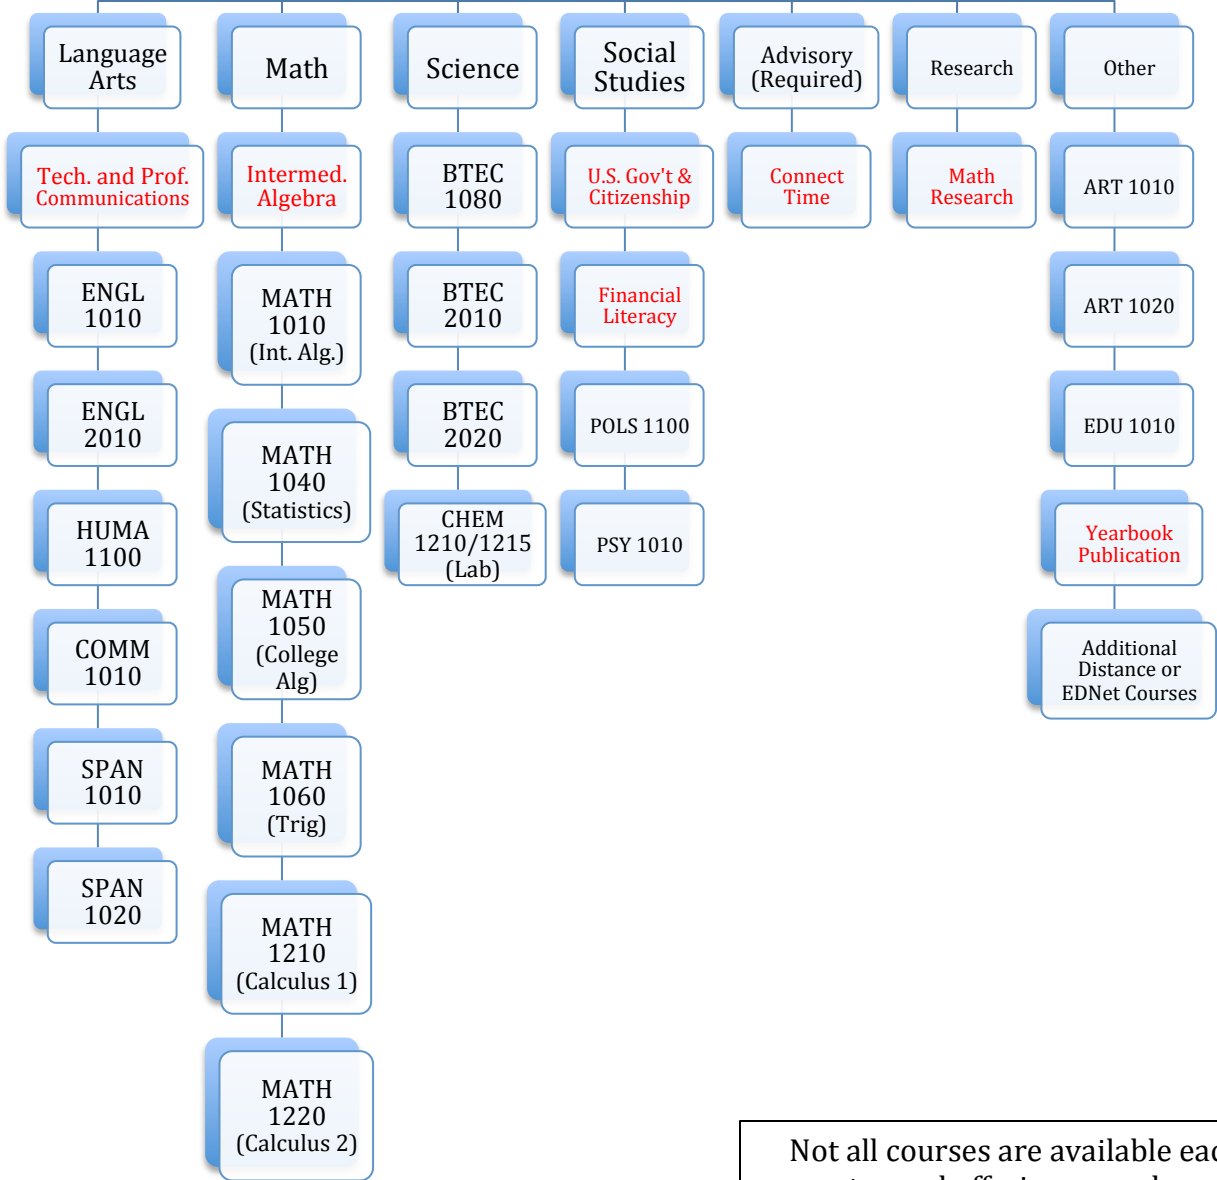 Language
Arts
Tech. and Prof.
Communications
ENGL
1010
ENGL
2010
HUMA
1100
COMM
1010
SPAN
1010
SPAN
1020
Math
Intermed.
Algebra
MATH
1010
(Int. Alg.)
MATH
1040
(Statistics)
MATH
1050
(College
Alg)
MATH
1060
(Trig)
MATH
1210
(Calculus 1)
MATH
1220
(Calculus 2)
Science
BTEC
1080
BTEC
2010
BTEC
2020
CHEM
1210/1215
(Lab)
Social
Studies
U.S. Gov't &
Citizenship
Financial
Literacy
POLS 1100
PSY 1010
Advisory
(Required)
Connect
Time
Research
Math
Research
Other
ART 1010
ART 1020
EDU 1010
Yearbook
Publication
Additional
Distance or
EDNet Courses
Not all courses are available